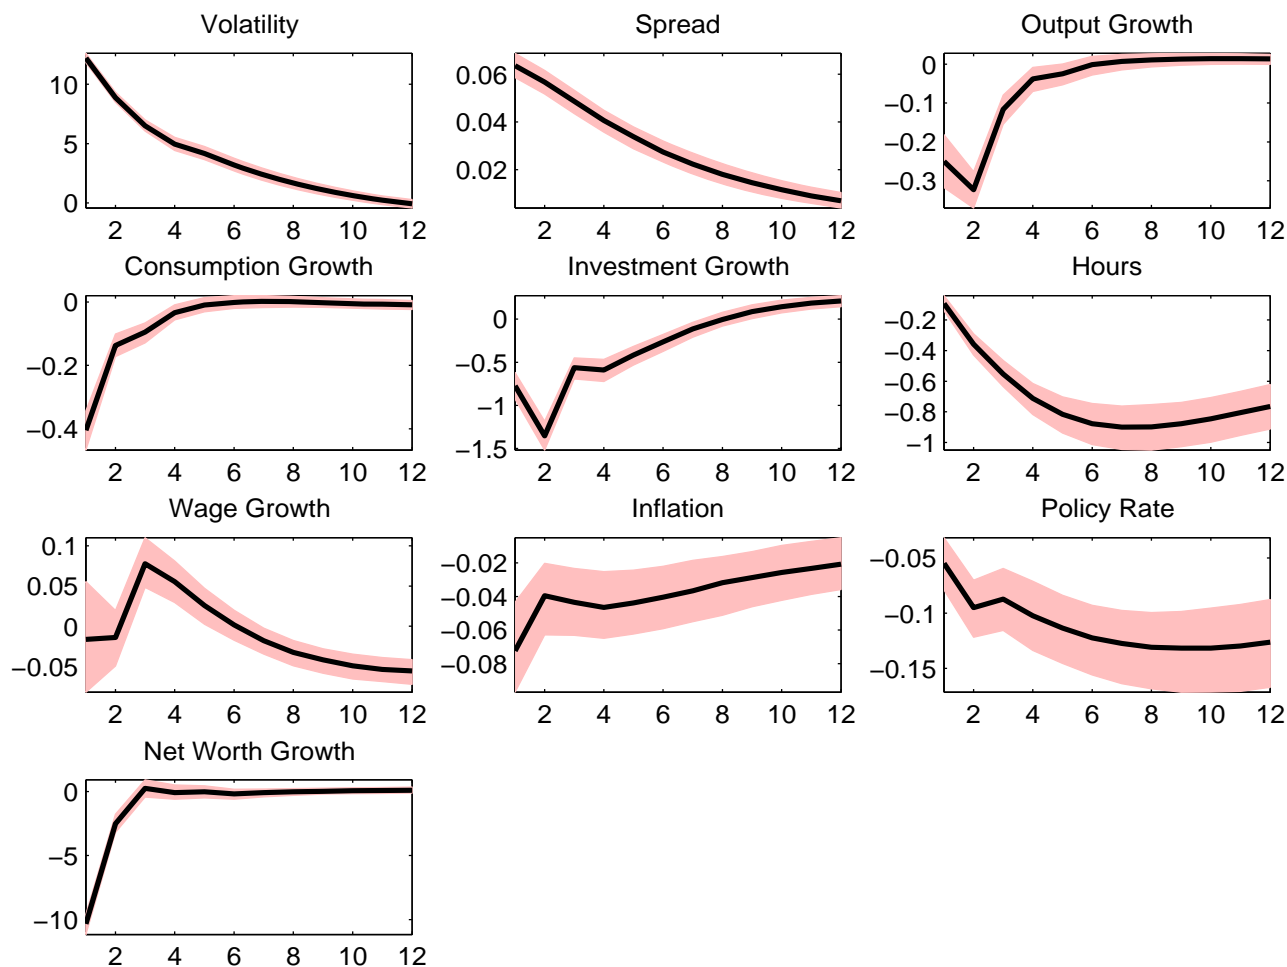 Volatility
10
5
0
2 4 6 8 10 12
Spread
0.06
0.04
0.02
2 4 6 8 10 12
Output Growth
0
−0.1
−0.2
−0.3
2 4 6 8 10 12
Consumption Growth
0
−0.2
−0.4
2 4 6 8 10 12
Investment Growth
0
−0.5
−1
−1.5
2 4 6 8 10 12
Hours
−0.2
−0.4
−0.6
−0.8
−1
2 4 6 8 10 12
Wage Growth
0.1
0.05
0
−0.05
2 4 6 8 10 12
Inflation
−0.02
−0.04
−0.06
−0.08
2 4 6 8 10 12
Policy Rate
−0.05
−0.1
−0.15
2 4 6 8 10 12
Net Worth Growth
0
−5
−10
2 4 6 8 10 12